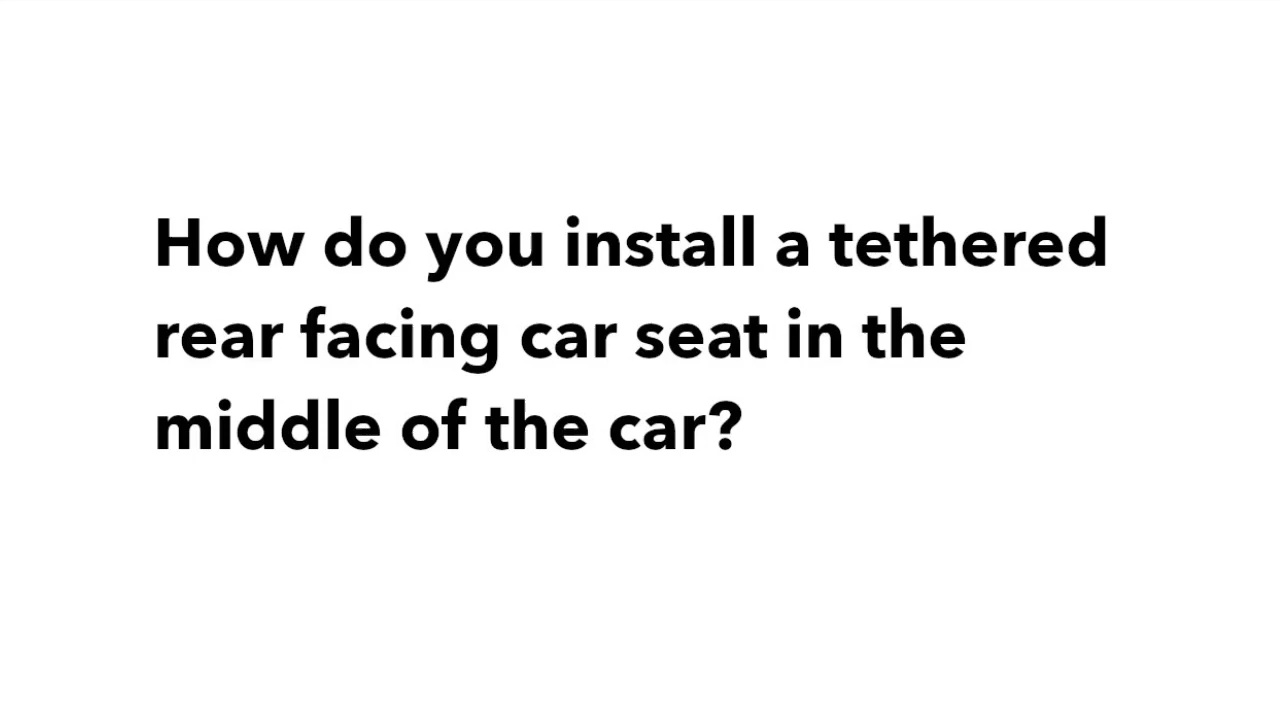 How do you install a tethered
rear facing car seat in the
middle of the car?